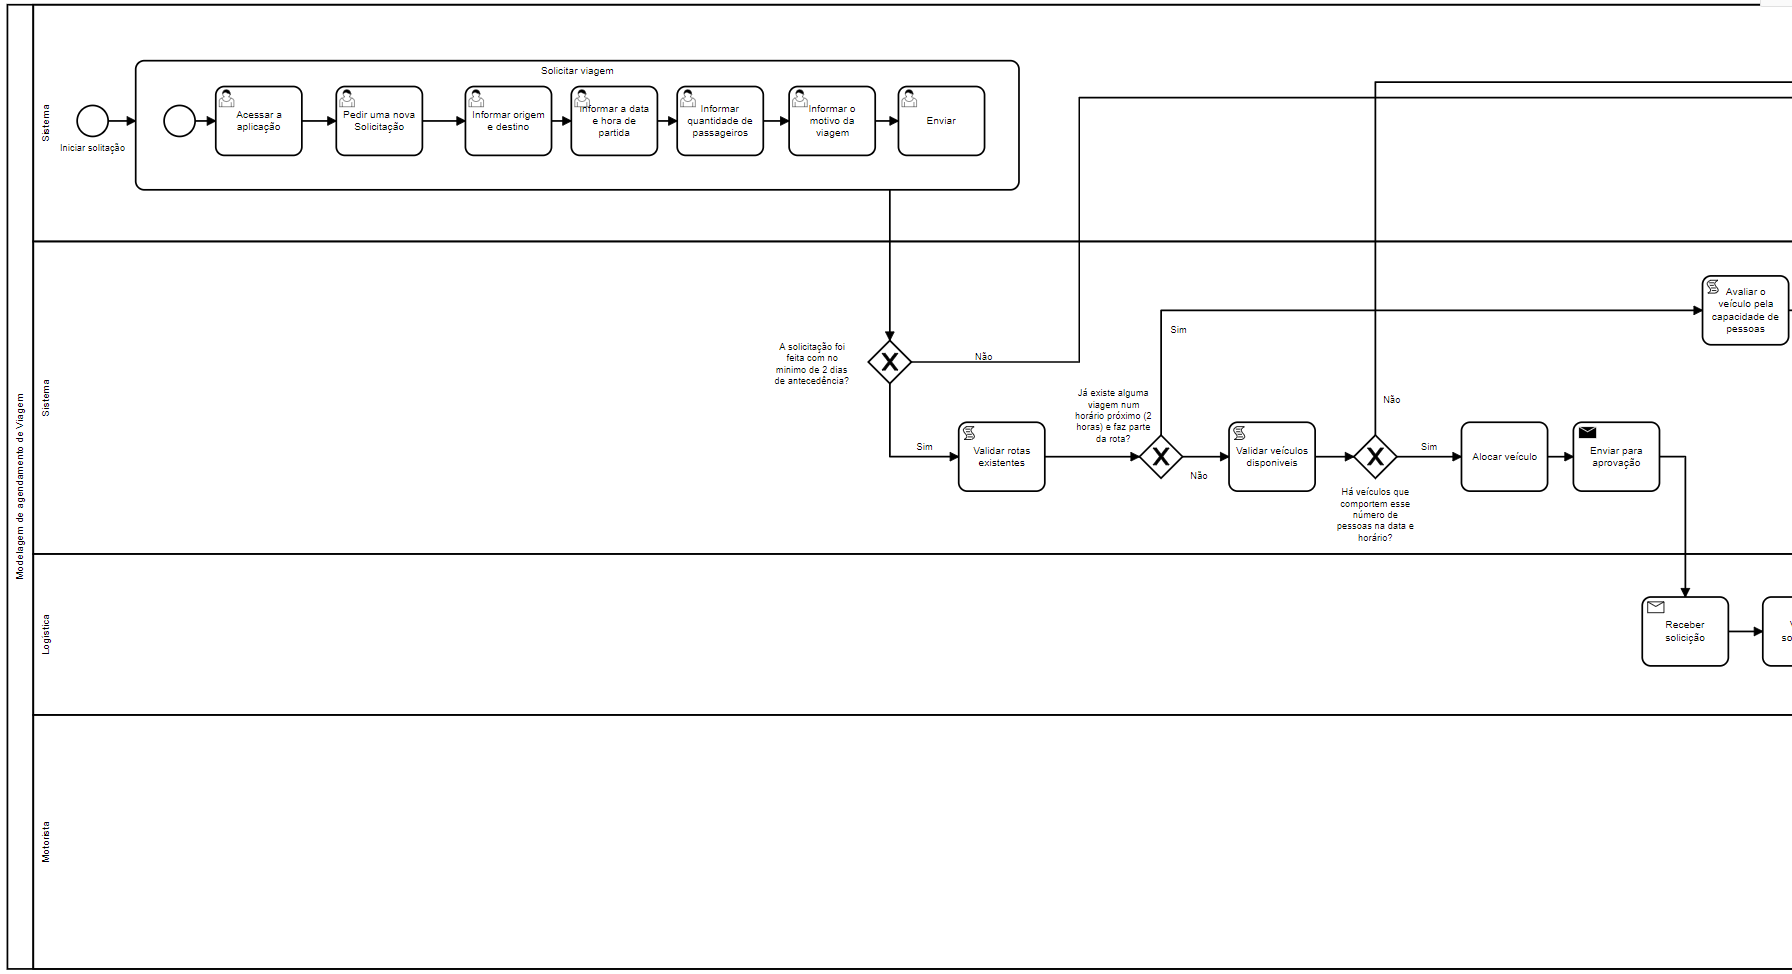 Modelagem de agendamento de Viagem
Sistema
Iniciar solitação
Solicitar viagem
Acessar a
aplicação
Pedir uma nova
Solicitação
Informar origem
e destino
Informar a data
e hora de
partida
Informar
quantidade de
passageiros
Informar o
motivo da
viagem
Enviar
Sistema
A solicitação foi
feita com no
minimo de 2 dias
de antecedência?
Não
Sim
Validar rotas
existentes
Já existe alguma
viagem num
horário próximo (2
horas) e faz parte
da rota?
Sim
Não
Validar veículos
disponiveis
Não
Há veículos que
comportem esse
número de
pessoas na data e
horário?
Sim
Alocar veículo
Enviar para
aprovação
Avaliar o
veículo pela
capacidade de
pessoas
Logistica
Receber
solicição
Motorista